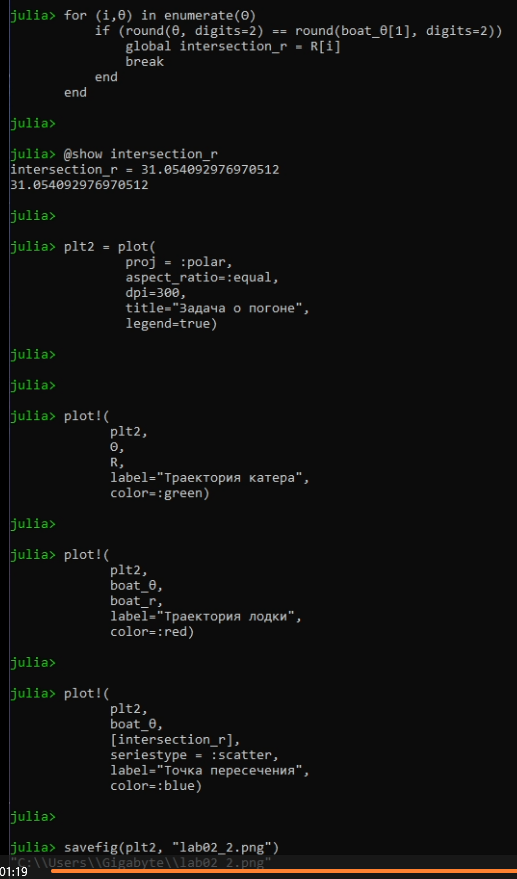 julia> for (i,θ) in enumerate(Θ)
           if (round(θ, digits=2) == round(boat_θ[1], digits=2))
               global intersection_r = R[i]
               break
           end
       end
julia>
julia> @show intersection_r
intersection_r = 31.054092976970512
31.054092976970512
julia>
julia> plt2 = plot(
               proj = :polar,
               aspect_ratio=:equal,
               dpi=300,
               title="Задача о погоне",
               legend=true)
julia>
julia>
julia> plot!(
             plt2,
             Θ,
             R,
             label="Траектория катера",
             color=:green)
julia>
julia> plot!(
             plt2,
             boat_θ,
             boat_r,
             label="Траектория лодки",
             color=:red)
julia>
julia> plot!(
             plt2,
             boat_θ,
             [intersection_r],
             seriestype = :scatter,
             label="Точка пересечения",
             color=:blue)
julia>
julia> savefig(plt2, "lab02_2.png")
"C:\\Users\\Gigabyte\\lab02_2.png"
01:19